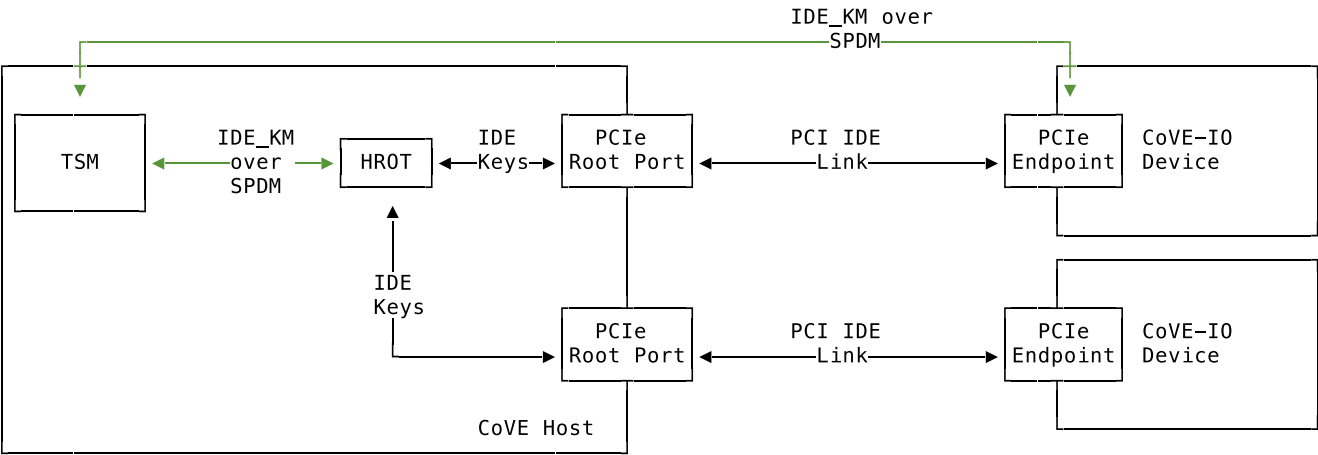 IDE_KM over
SPDM
TSM
IDE_KM
over
SPDM
HROT
IDE
Keys
PCIe
Root Port
PCI IDE
Link
PCIe
Endpoint
CoVE-IO
Device
IDE
Keys
PCIe
Root Port
PCI IDE
Link
PCIe
Endpoint
CoVE-IO
Device
CoVE Host